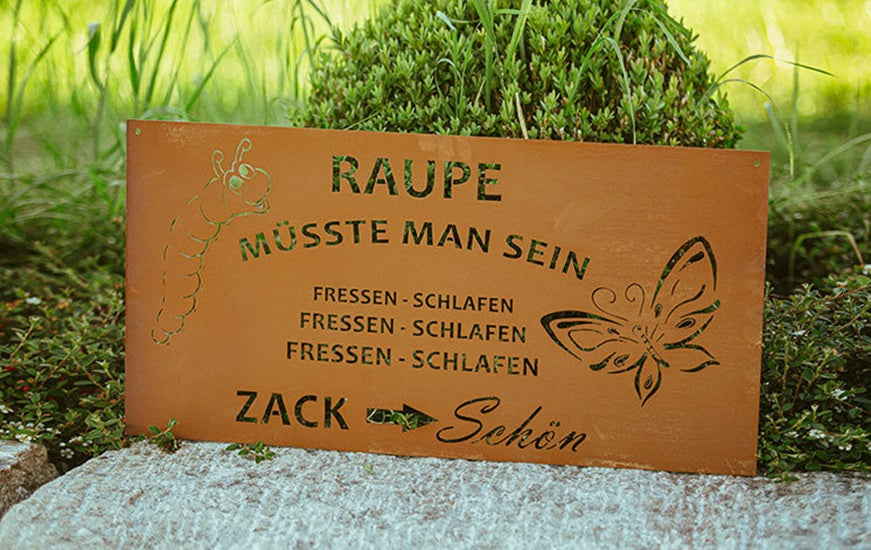 RAUPE
MÜSSTE MAN SEIN
FRESSEN - SCHLAFEN
FRESSEN - SCHLAFEN
FRESSEN - SCHLAFEN
ZACK → Schön